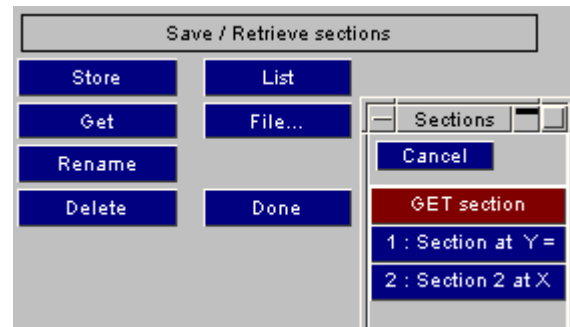 Save / Retrieve sections
Store
List
Get
File...
Rename
Delete
Done
Sections
Cancel
GET section
1 : Section at Y =
2 : Section 2 at X